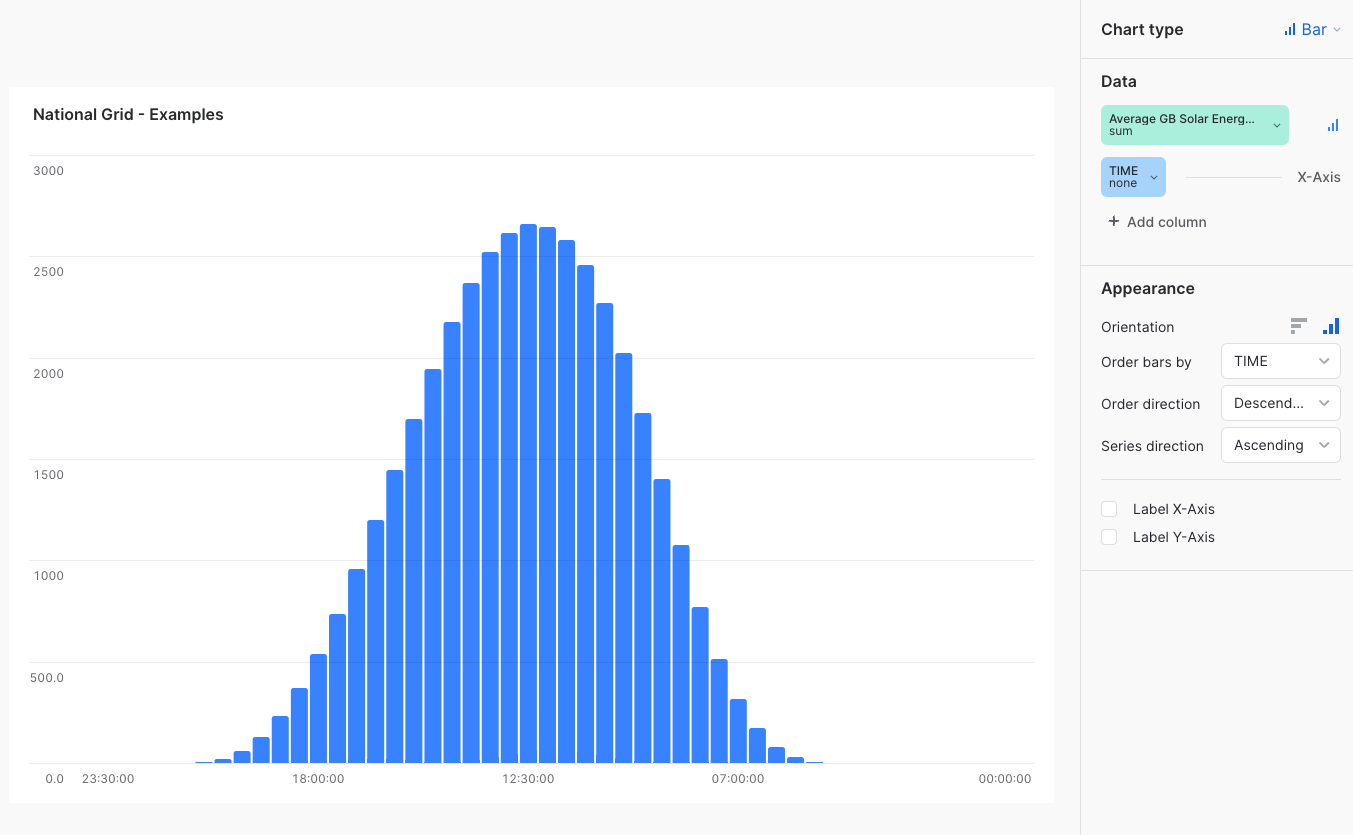 National Grid - Examples
3000
2500
2000
1500
1000
500.0
0.0
23:30:00 18:00:00 12:30:00 07:00:00 00:00:00
Chart type Bar
Data
Average GB Solar Energ...
sum
TIME
none
X-Axis
+ Add column
Appearance
Orientation
Order bars by TIME
Order direction Descend...
Series direction Ascending
Label X-Axis
Label Y-Axis